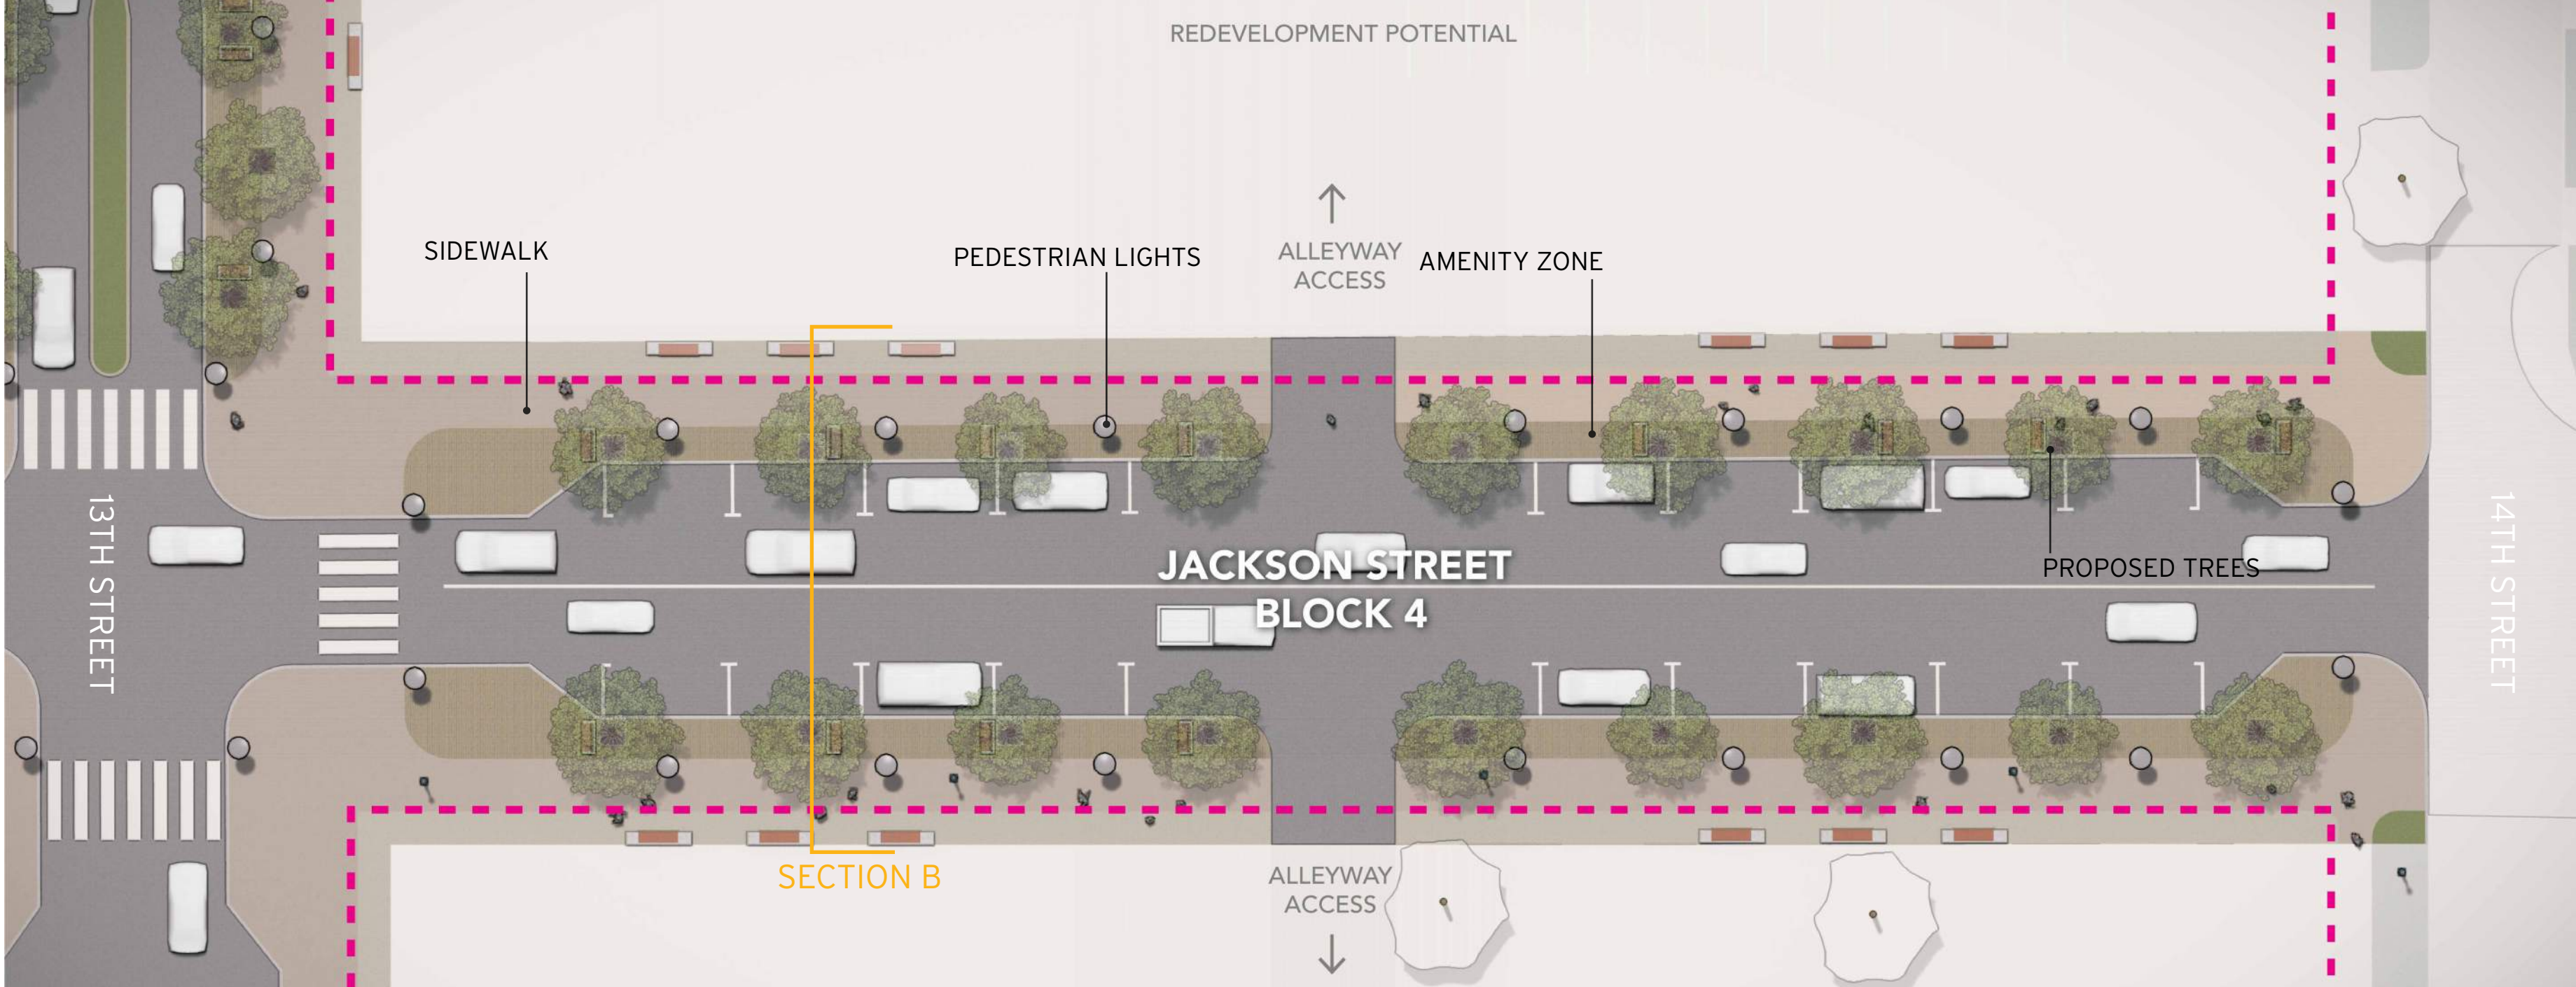 REDEVELOPMENT POTENTIAL
SIDEWALK
PEDESTRIAN LIGHTS
ALLEYWAY
ACCESS
AMENITY ZONE
13TH STREET
JACKSON STREET
BLOCK 4
PROPOSED TREES
14TH STREET
SECTION B
ALLEYWAY
ACCESS